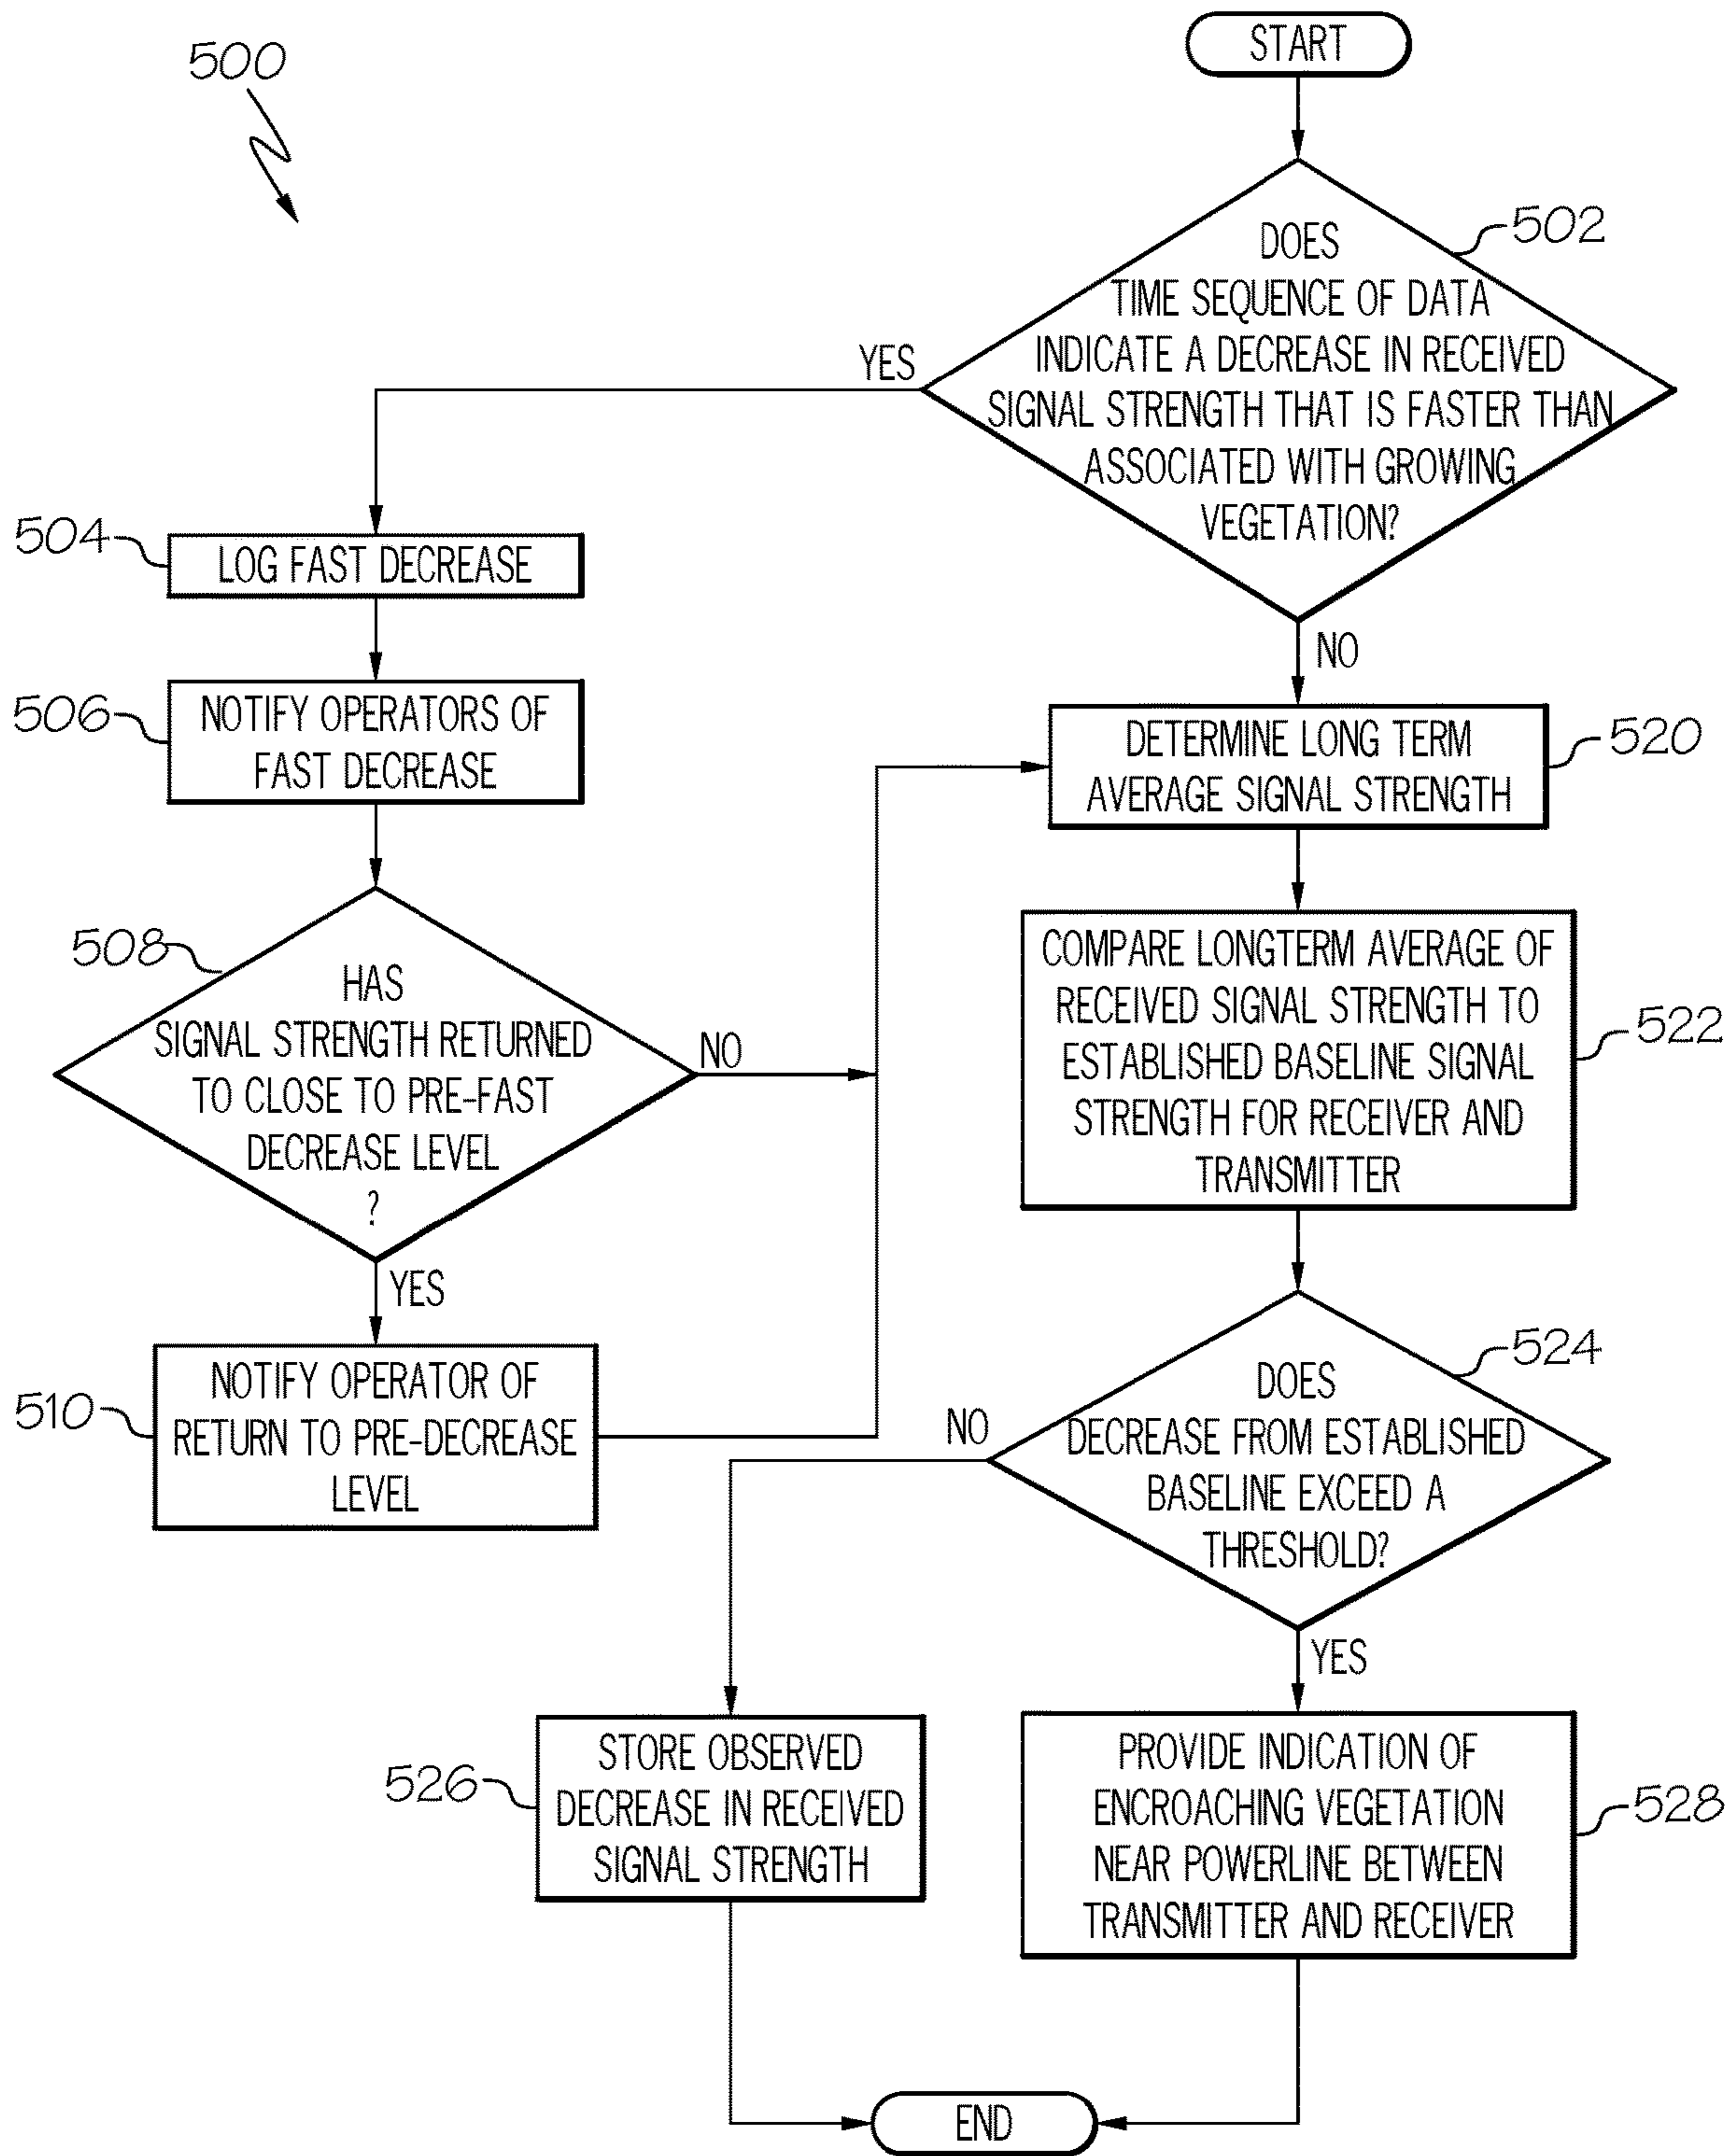 500
START
502
DOES
TIME SEQUENCE OF DATA
INDICATE A DECREASE IN RECEIVED
SIGNAL STRENGTH THAT IS FASTER THAN
ASSOCIATED WITH GROWING
VEGETATION?
YES
NO
504
LOG FAST DECREASE
506
NOTIFY OPERATORS OF
FAST DECREASE
508
HAS
SIGNAL STRENGTH RETURNED
TO CLOSE TO PRE-FAST
DECREASE LEVEL
?
NO
YES
510
NOTIFY OPERATOR OF
RETURN TO PRE-DECREASE
LEVEL
520
DETERMINE LONG TERM
AVERAGE SIGNAL STRENGTH
522
COMPARE LONGTERM AVERAGE OF
RECEIVED SIGNAL STRENGTH TO
ESTABLISHED BASELINE SIGNAL
STRENGTH FOR RECEIVER AND
TRANSMITTER
524
DOES
DECREASE FROM ESTABLISHED
BASELINE EXCEED A
THRESHOLD?
NO
YES
526
STORE OBSERVED
DECREASE IN RECEIVED
SIGNAL STRENGTH
528
PROVIDE INDICATION OF
ENCROACHING VEGETATION
NEAR POWERLINE BETWEEN
TRANSMITTER AND RECEIVER
END